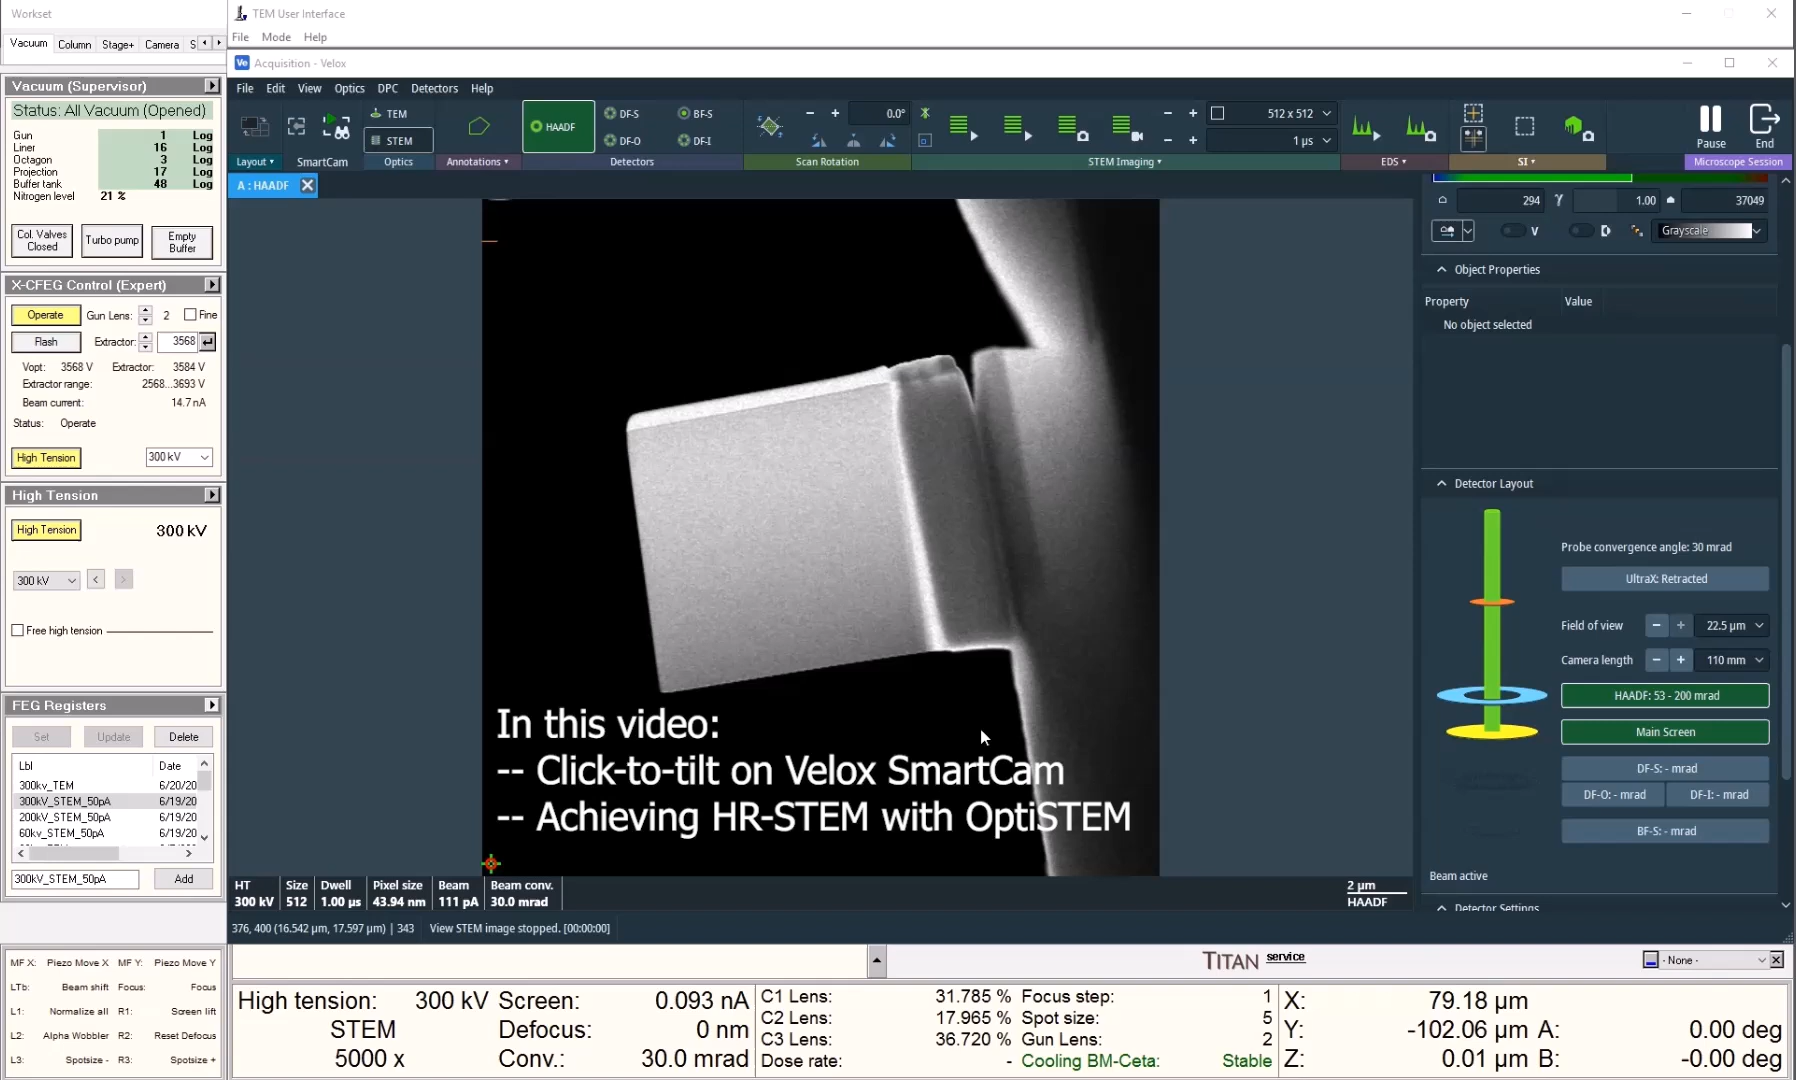 Workset
TEM User Interface
File Mode Help
Vacuum Column Stage+ Camera S
Acquisition - Velox
Vacuum (Supervisor)
Status: All Vacuum (Opened)
Gun 1 Log
Liner 16 Log
Octagon 3 Log
Projection 17 Log
Buffer tank 48 Log
Nitrogen level 21 %
Col. Valves Closed
Turbo pump
Empty Buffer
X-CFEG Control (Expert)
Operate Gun Lens: 2 Fine
Flash Extractor: 3568
Vopt: 3568 V Extractor: 3584 V
Extractor range: 2568...3693 V
Beam current: 14.7nA
Status: Operate
High Tension 300 kV
High Tension
High Tension 300 kV
300 kV < >
Free high tension
FEG Registers
Set Update Delete
Lbl Date
300kv_TEM 6/20/20
300kV_STEM_50pA 6/19/20
200kV_STEM_50pA 6/19/20
60kv_STEM_50pA 6/19/20
300kV_STEM_50pA Add
MF X: Piezo Move X MF Y: Piezo Move Y
LTb: Beam shift Focus: Focus
L1: Normalize all R1: Screen lift
L2: Alpha Wobbler R2: Reset Defocus
L3: Spotsize - R3: Spotsize +
File Edit View Optics DPC Detectors Help
TEM
STEM
HAADF
DF-S BF-S
DF-O DF-I
0.0°
512 x 512
1 µs
Pause End
Layout SmartCam Optics Annotations Detectors Scan Rotation STEM Imaging EDS SI Microscope Session
A : HAADF
294 γ 1.00 37049
V D Grayscale
Object Properties
Property Value
No object selected
Detector Layout
Probe convergence angle: 30 mrad
UltraX: Retracted
Field of view 22.5 µm
Camera length 110 mm
HAADF: 53 - 200 mrad
Main Screen
DF-S: - mrad
DF-O: - mrad DF-I: - mrad
BF-S: - mrad
Beam active
Detector Settings
In this video:
-- Click-to-tilt on Velox SmartCam
-- Achieving HR-STEM with OptiSTEM
HT Size Dwell Pixel size Beam Beam conv.
300 kV 512 1.00 µs 43.94 nm 111 pA 30.0 mrad
2 µm
HAADF
376, 400 (16.542 µm, 17.597 µm) | 343 View STEM image stopped. [00:00:00]
TITAN service
- None -
High tension: 300 kV Screen: 0.093 nA
STEM Defocus: 0 nm
5000 x Conv.: 30.0 mrad
C1 Lens: 31.785 % Focus step: 1
C2 Lens: 17.965 % Spot size: 5
C3 Lens: 36.720 % Gun Lens: 2
Dose rate: - Cooling BM-Ceta: Stable
X: 79.18 µm
Y: -102.06 µm A: 0.00 deg
Z: 0.01 µm B: -0.00 deg